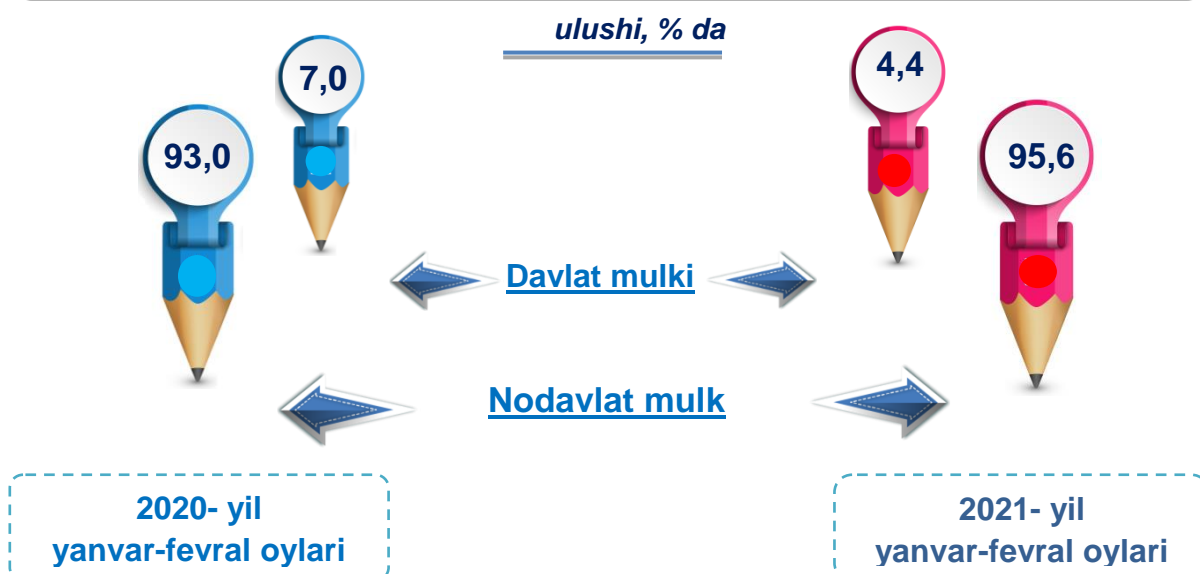 ulushi, % da
7,0
4,4
93,0
95,6
Davlat mulki
Nodavlat mulk
2020- yil
yanvar-fevral oylari
2021- yil
yanvar-fevral oylari